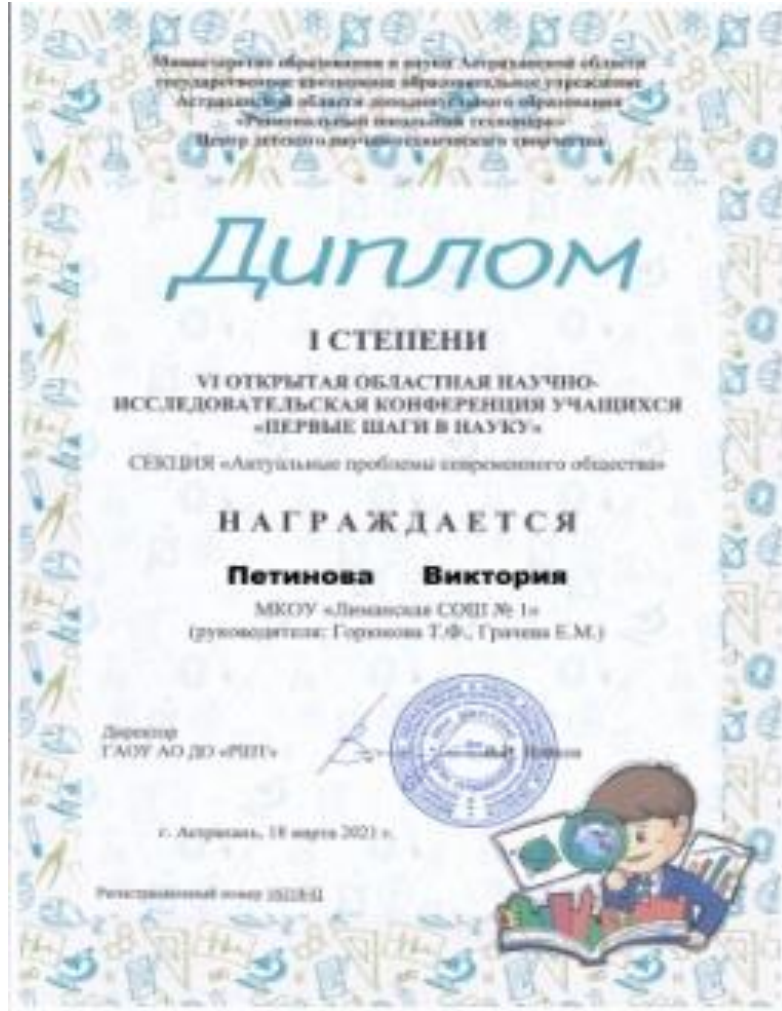 Министерство образования и науки Астраханской области
государственное автономное образовательное учреждение
Астраханской области дополнительного образования
«Региональный школьный технопарк»
Центр детского научно-технического творчества
Диплом
I СТЕПЕНИ
VI ОТКРЫТАЯ ОБЛАСТНАЯ НАУЧНО-
ИССЛЕДОВАТЕЛЬСКАЯ КОНФЕРЕНЦИЯ УЧАЩИХСЯ
«ПЕРВЫЕ ШАГИ В НАУКУ»
СЕКЦИЯ «Актуальные проблемы современного общества»
НАГРАЖДАЕТСЯ
Петинова Виктория
МКОУ «Лиманская СОШ № 1»
(руководители: Горюнова Т.Ф., Грачева Е.М.)
Директор
ГАОУ АО ДО «РШТ»
г. Астрахань, 18 марта 2021 г.
Регистрационный номер